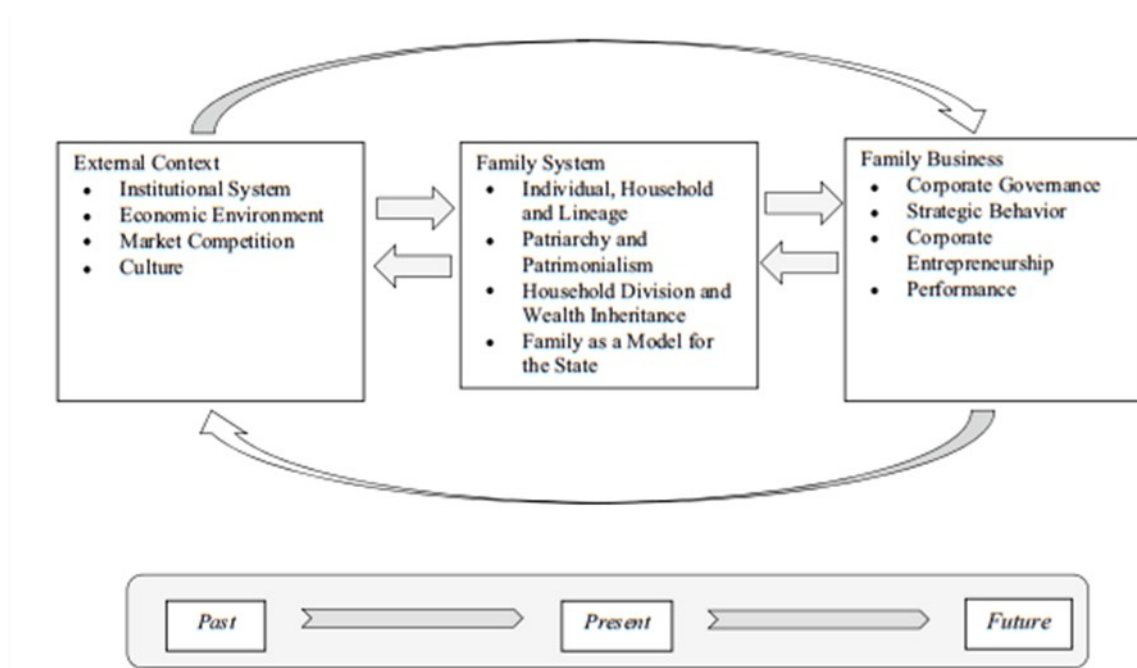 External Context
• Institutional System
• Economic Environment
• Market Competition
• Culture
Family System
• Individual, Household
and Lineage
• Patriarchy and
Patrimonialism
• Household Division and
Wealth Inheritance
• Family as a Model for
the State
Family Business
• Corporate Governance
• Strategic Behavior
• Corporate
Entrepreneurship
• Performance
Past
Present
Future